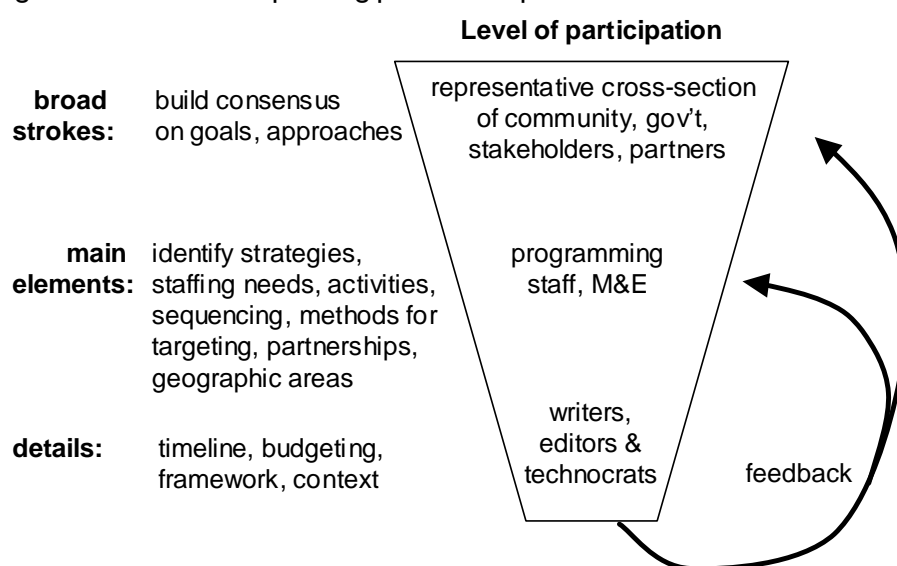 Level of participation
broad build consensus
strokes: on goals, approaches
representative cross-section
of community, gov’t,
stakeholders, partners
main identify strategies,
elements: staffing needs, activities,
sequencing, methods for
targeting, partnerships,
geographic areas
programming
staff, M&E
details: timeline, budgeting,
framework, context
writers,
editors &
technocrats
feedback